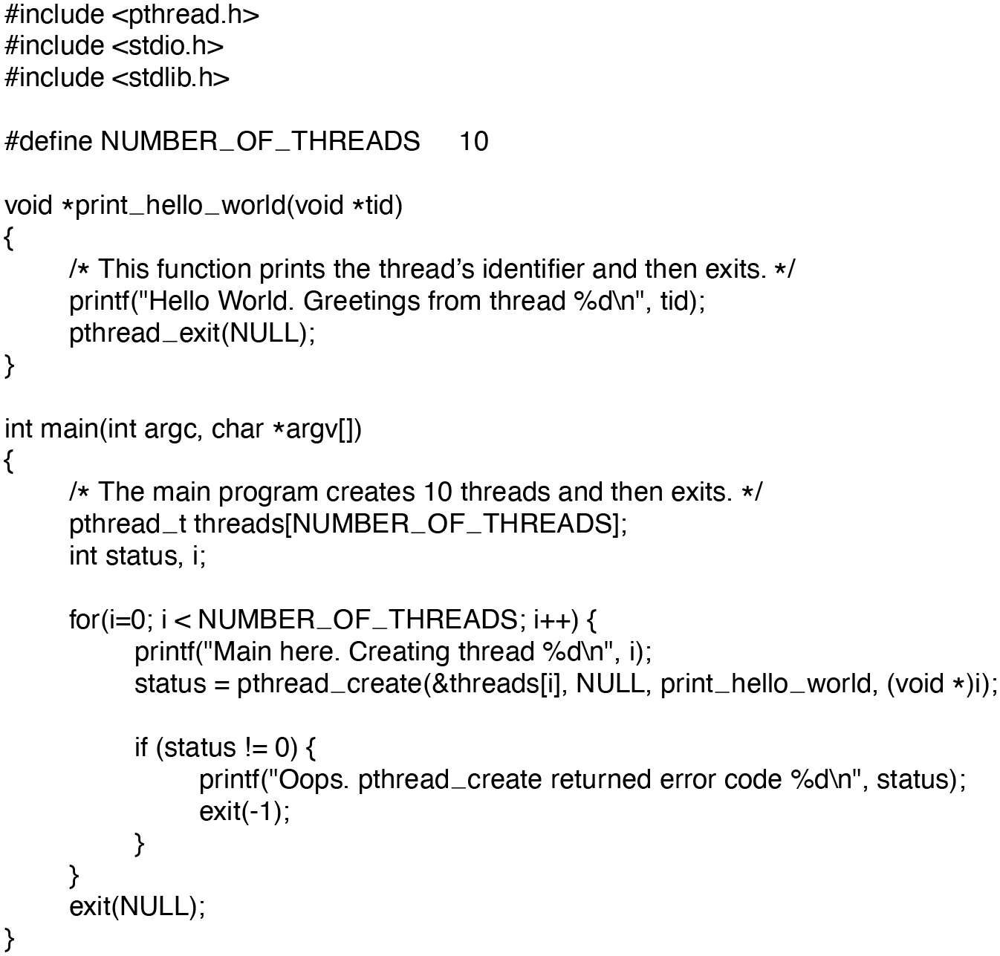 #include <pthread.h>
#include <stdio.h>
#include <stdlib.h>
#define NUMBER_OF_THREADS 10
void *print_hello_world(void *tid)
{
/* This function prints the thread’s identifier and then exits. */
printf("Hello World. Greetings from thread %d\n", tid);
pthread_exit(NULL);
}
int main(int argc, char *argv[])
{
/* The main program creates 10 threads and then exits. */
pthread_t threads[NUMBER_OF_THREADS];
int status, i;
for(i=0; i < NUMBER_OF_THREADS; i++) {
printf("Main here. Creating thread %d\n", i);
status = pthread_create(&threads[i], NULL, print_hello_world, (void *)i);
if (status != 0) {
printf("Oops. pthread_create returned error code %d\n", status);
exit(-1);
}
}
exit(NULL);
}